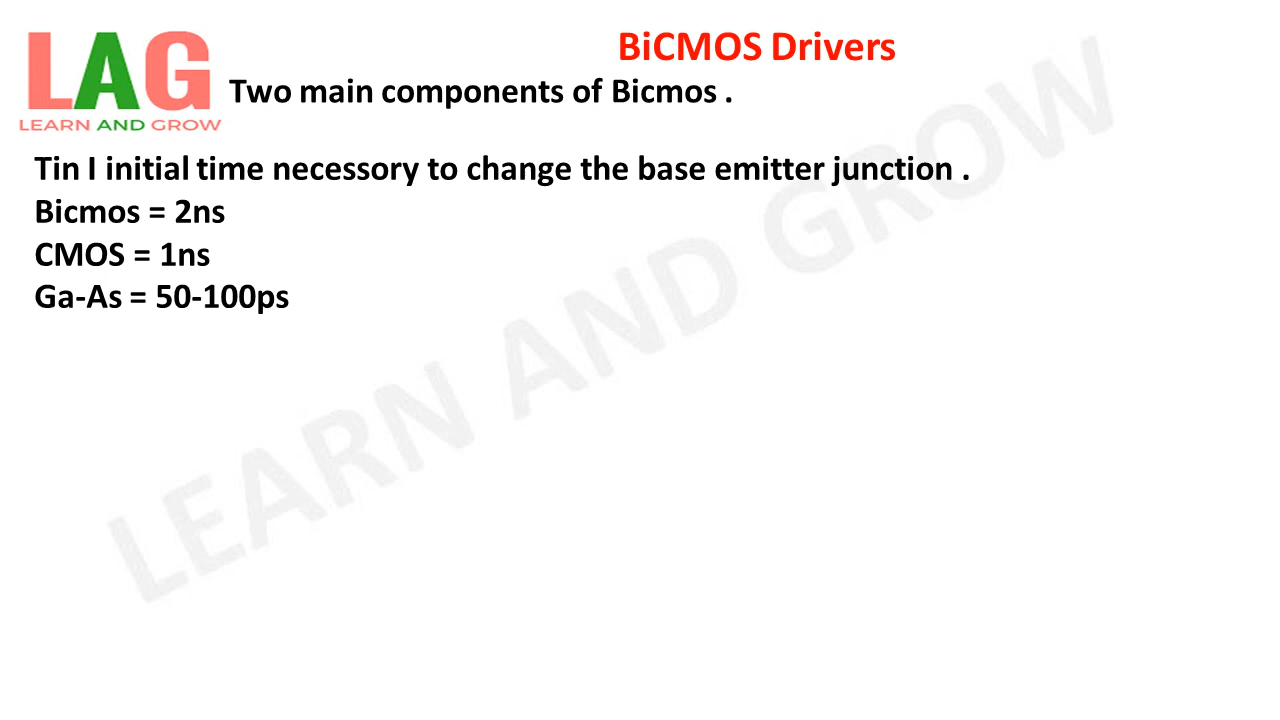 LAG
LEARN AND GROW
BiCMOS Drivers
Two main components of Bicmos .
Tin I initial time necessory to change the base emitter junction .
Bicmos = 2ns
CMOS = 1ns
Ga-As = 50-100ps
LEARN AND GROW